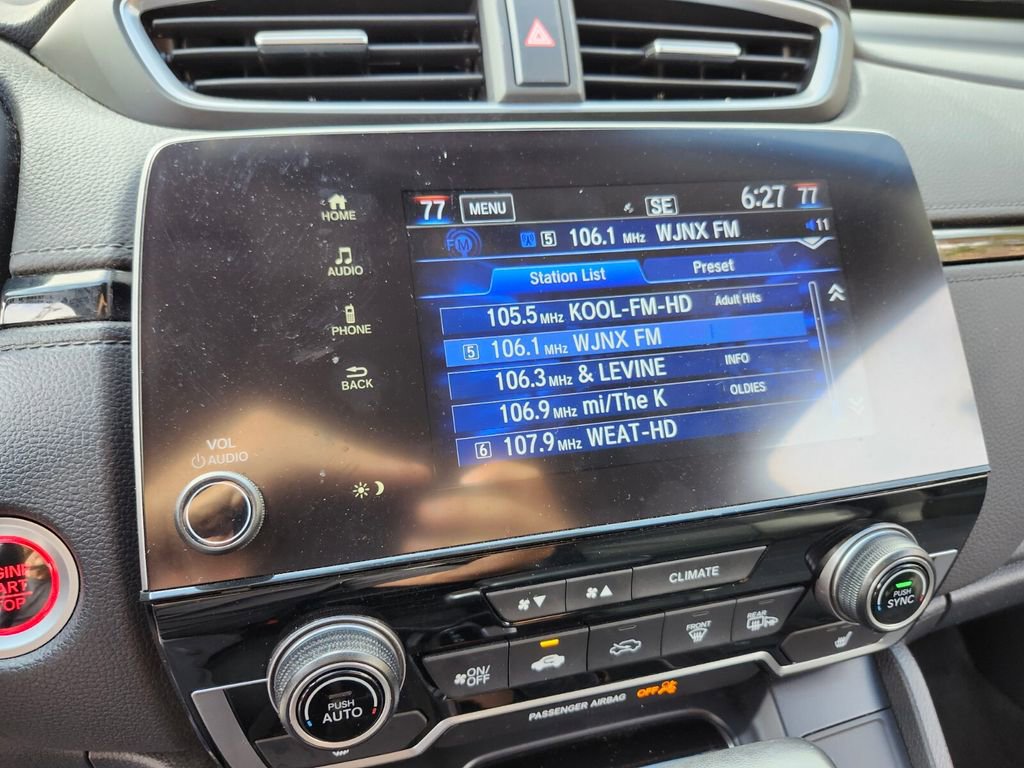 77 MENU SE 6:27 77
HOME
FM 5 106.1 MHz WJNX FM 11
AUDIO
Station List Preset
105.5 MHz KOOL-FM-HD Adult Hits
PHONE
5 106.1 MHz WJNX FM
106.3 MHz & LEVINE INFO
BACK
106.9 MHz mi/The K OLDIES
6 107.9 MHz WEAT-HD
VOL
AUDIO
CLIMATE
PUSH
SYNC
FRONT
REAR
ON/
OFF
PUSH
AUTO
PASSENGER AIRBAG OFF